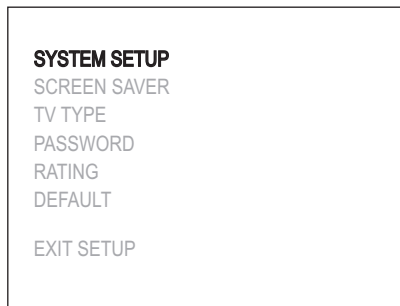 SYSTEM SETUP
SCREEN SAVER
TV TYPE
PASSWORD
RATING
DEFAULT
EXIT SETUP